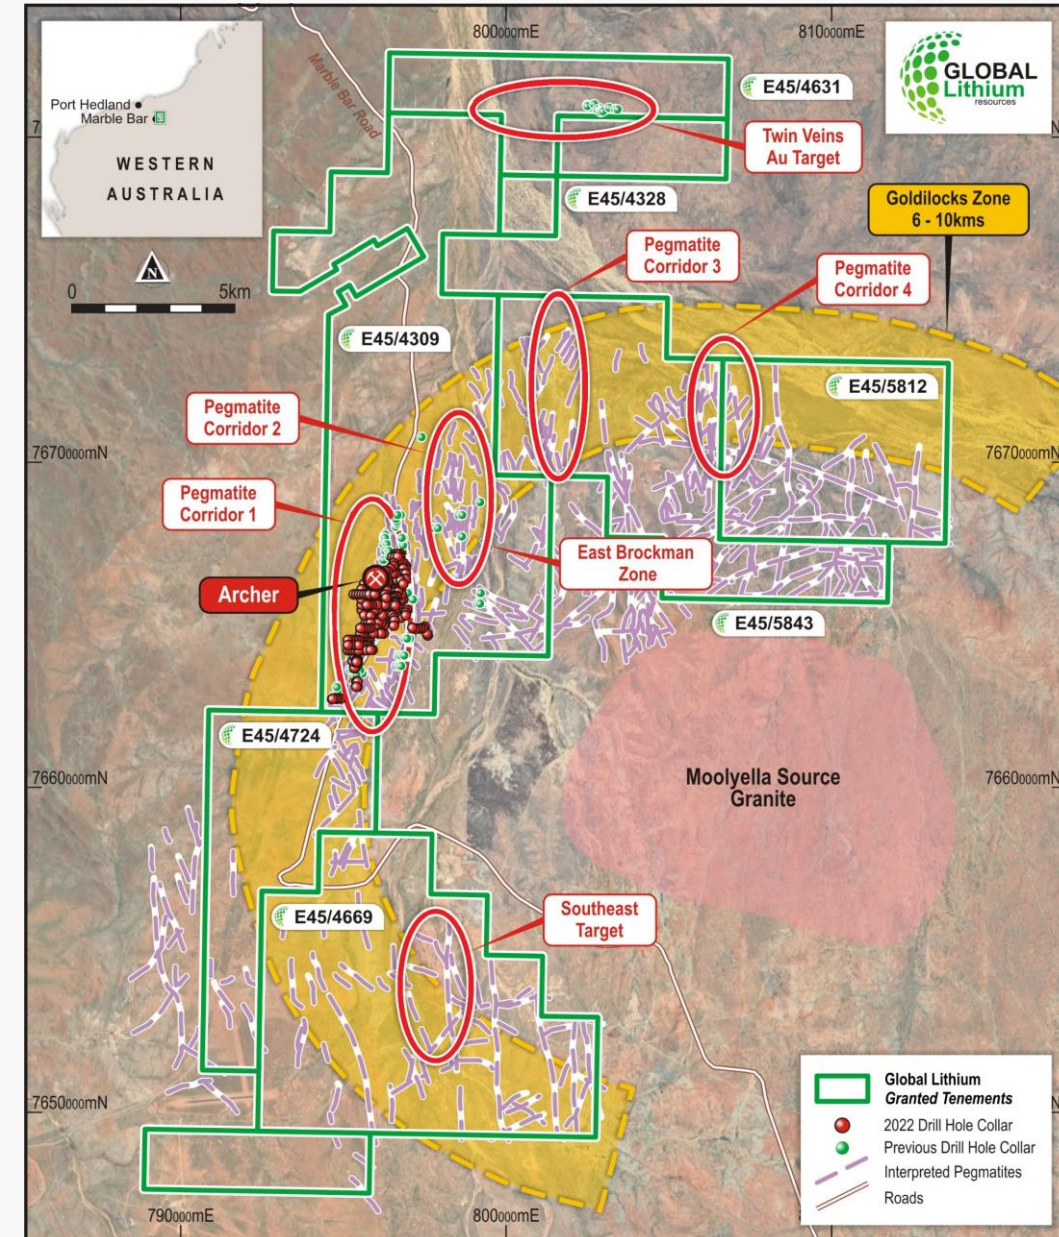 800000mE
810000mE
Port Hedland
Marble Bar
WESTERN
AUSTRALIA
Marble Bar Road
E45/4631
GLOBAL
Lithium
resources
Twin Veins
Au Target
E45/4328
Goldilocks Zone
6 - 10kms
N
0
5km
Pegmatite
Corridor 3
Pegmatite
Corridor 4
E45/4309
E45/5812
Pegmatite
Corridor 2
7670000mN
7670000mN
Pegmatite
Corridor 1
East Brockman
Zone
Archer
E45/5843
E45/4724
Moolyella Source
Granite
7660000mN
7660000mN
E45/4669
Southeast
Target
7650000mN
7650000mN
Global Lithium
Granted Tenements
2022 Drill Hole Collar
Previous Drill Hole Collar
Interpreted Pegmatites
Roads
790000mE
800000mE